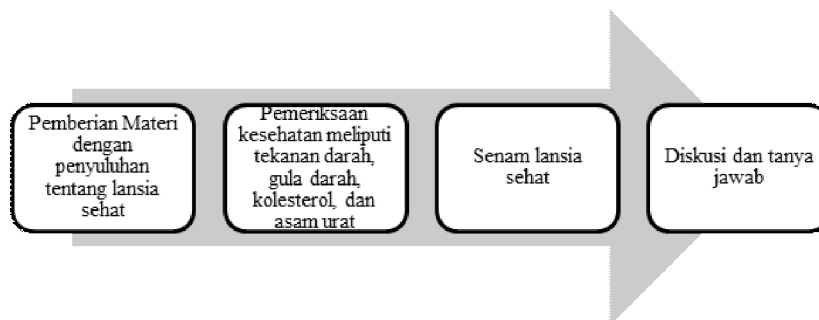 Pemberian Materi
dengan
penyuluhan
tentang lansia
sehat
Pemeriksaan
kesehatan meliputi
tekanan darah,
gula darah,
kolesterol, dan
asam urat
Senam lansia
sehat
Diskusi dan tanya
jawab